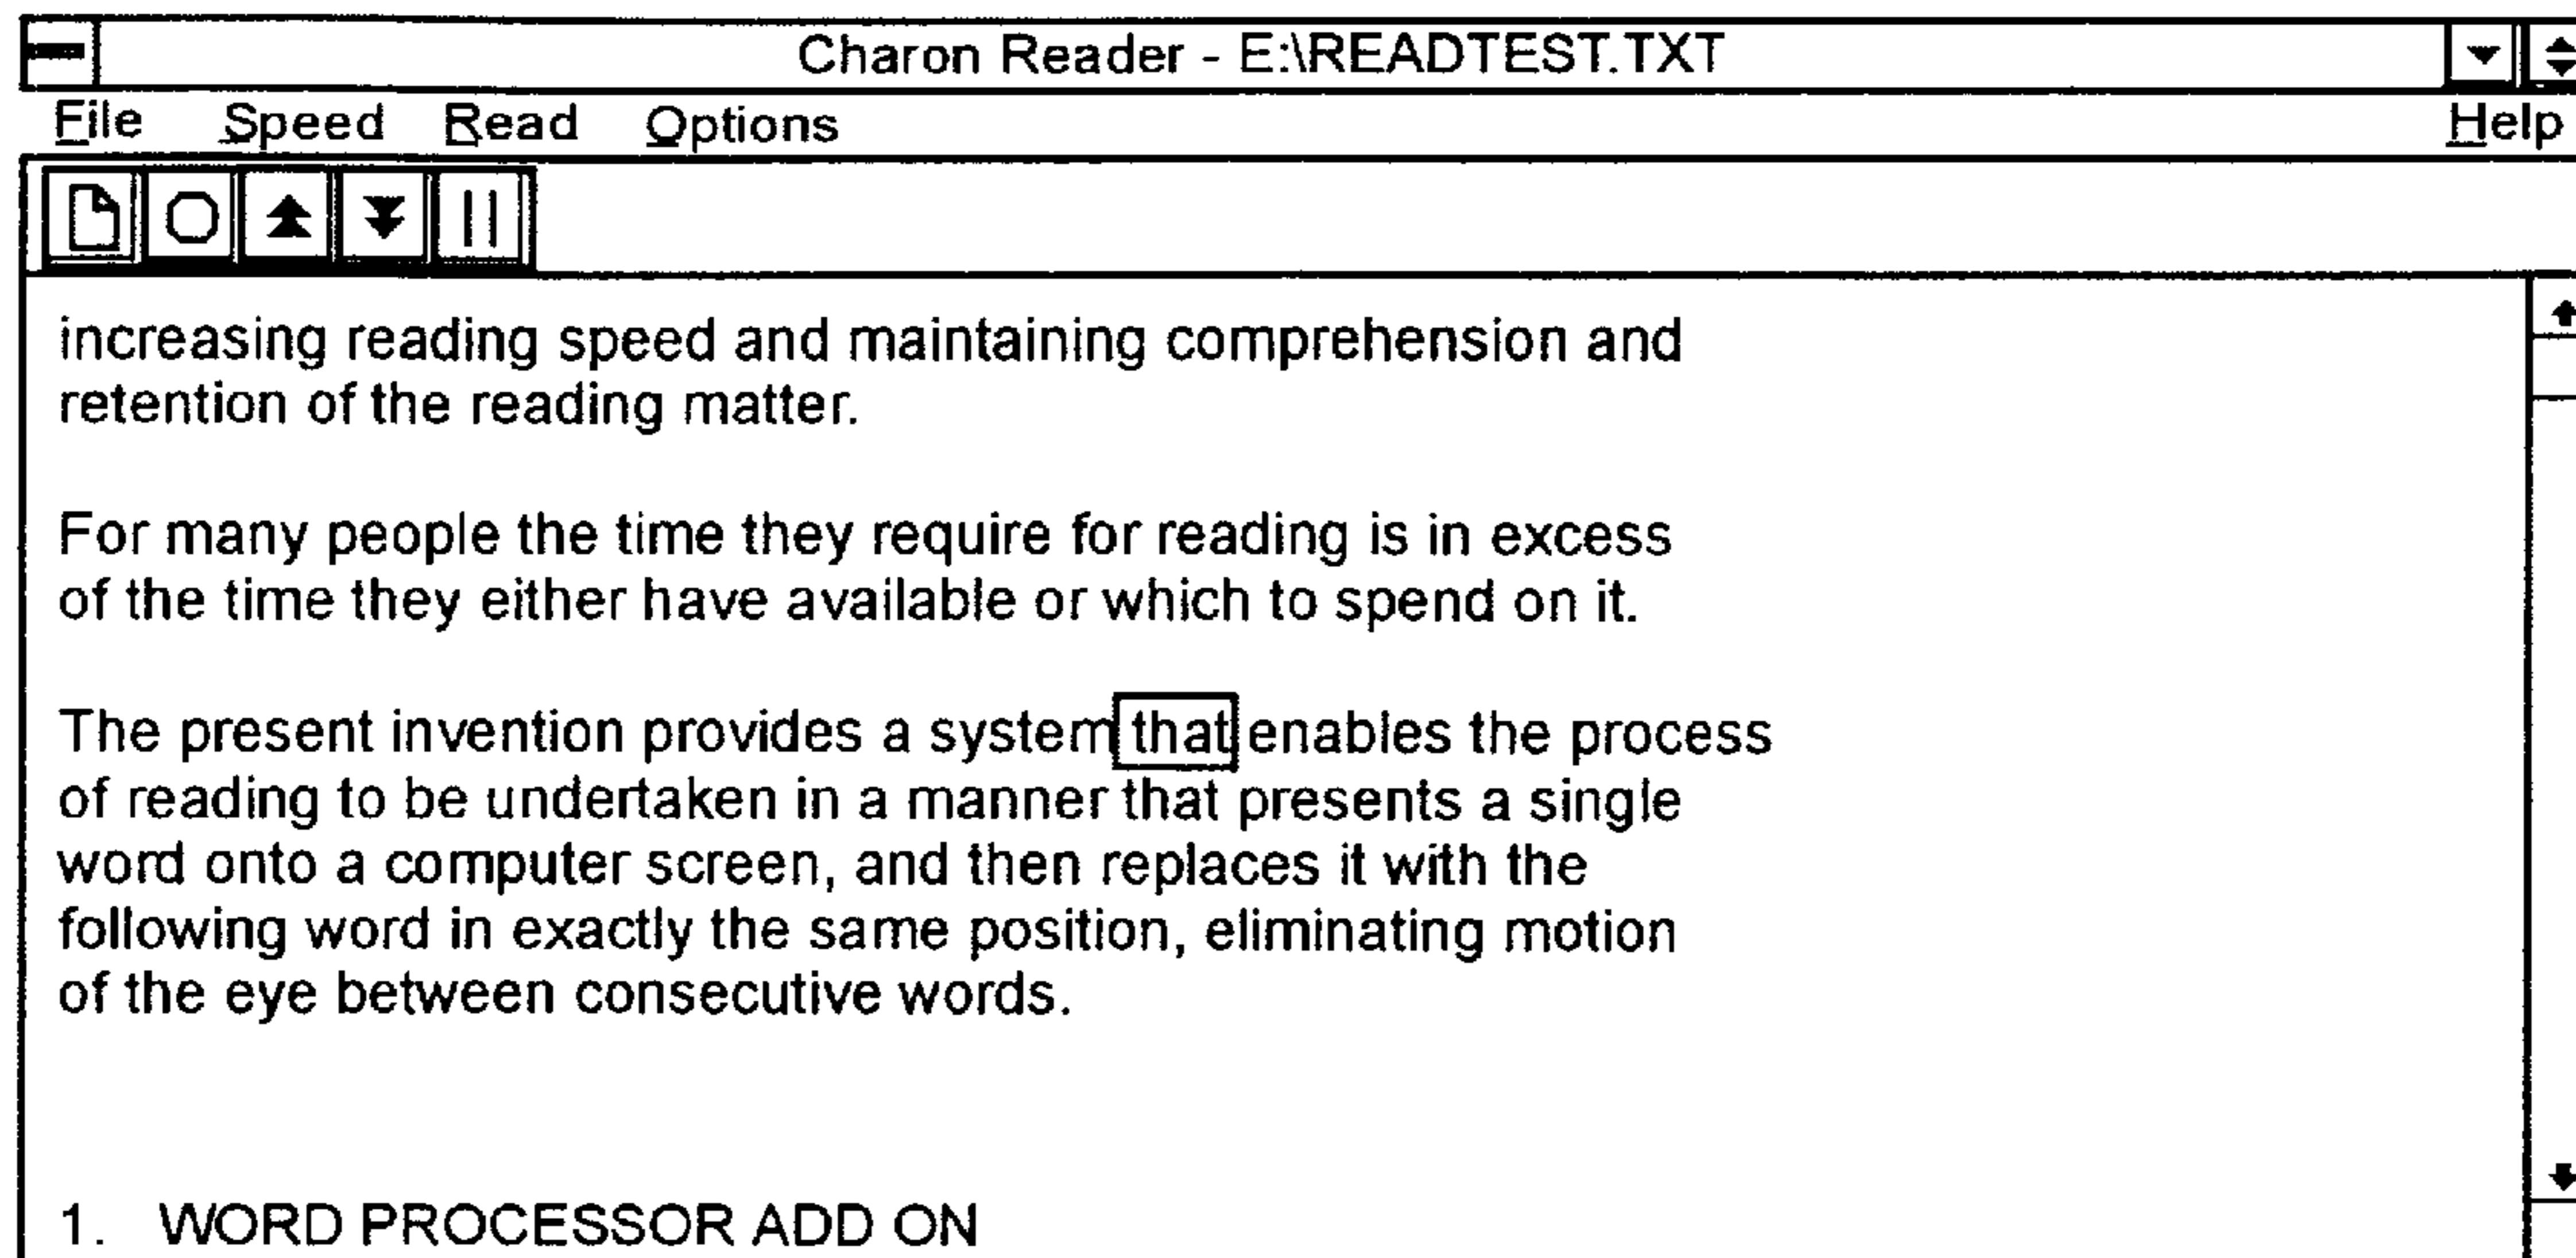 Charon Reader - E:\READTEST.TXT
File Speed Read Options Help
increasing reading speed and maintaining comprehension and
retention of the reading matter.
For many people the time they require for reading is in excess
of the time they either have available or which to spend on it.
The present invention provides a system that enables the process
of reading to be undertaken in a manner that presents a single
word onto a computer screen, and then replaces it with the
following word in exactly the same position, eliminating motion
of the eye between consecutive words.
1. WORD PROCESSOR ADD ON